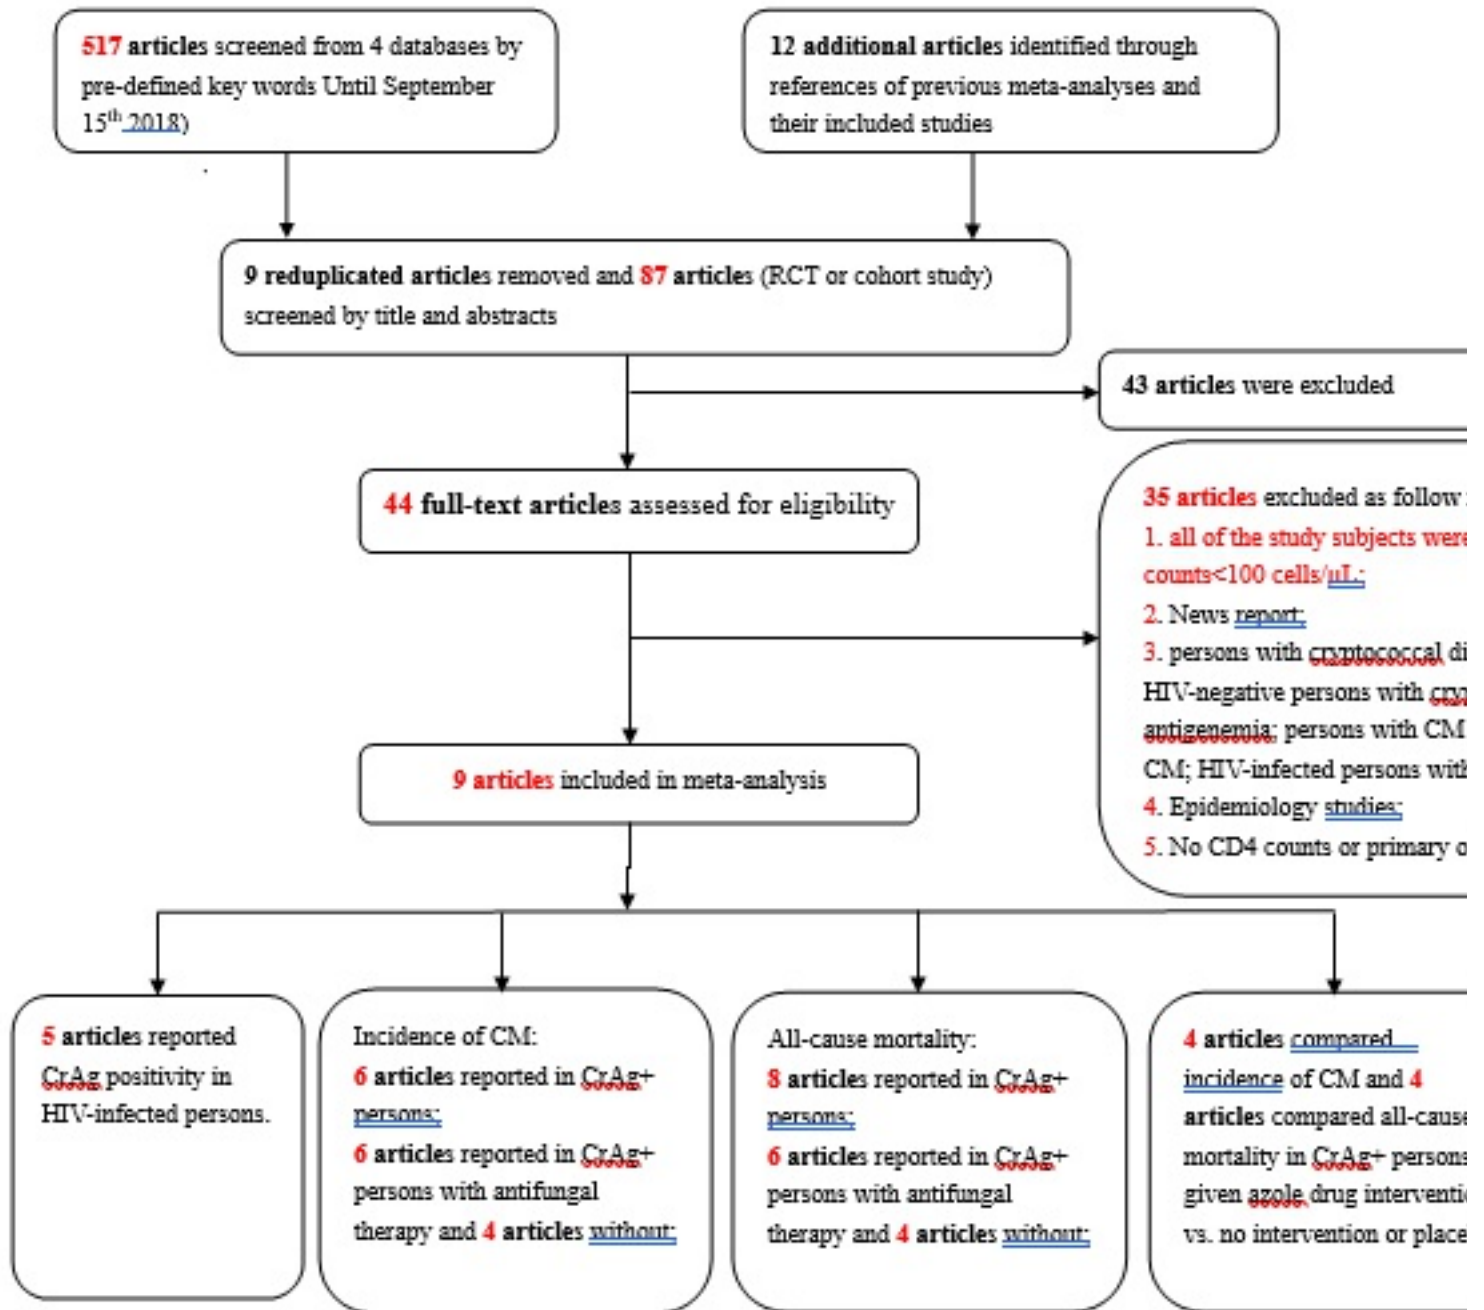 517 articles screened from 4 databases by
pre-defined key words Until September
15th 2018)
12 additional articles identified through
references of previous meta-analyses and
their included studies
9 reduplicated articles removed and 87 articles (RCT or cohort study)
screened by title and abstracts
43 articles were excluded
44 full-text articles assessed for eligibility
35 articles excluded as follow
1. all of the study subjects were
counts<100 cells/μL;
2. News report;
3. persons with cryptococcal
HIV-negative persons with
antigenemia; persons with CM
CM; HIV-infected persons with
4. Epidemiology studies;
5. No CD4 counts or primary
9 articles included in meta-analysis
5 articles reported
CrAg positivity in
HIV-infected persons.
Incidence of CM:
6 articles reported in CrAg+
persons;
6 articles reported in CrAg+
persons with antifungal
therapy and 4 articles without;
All-cause mortality:
8 articles reported in CrAg+
persons;
6 articles reported in CrAg+
persons with antifungal
therapy and 4 articles without;
4 articles compared
incidence of CM and 4
articles compared all-cause
mortality in CrAg+ persons
given azole drug
vs. no intervention or